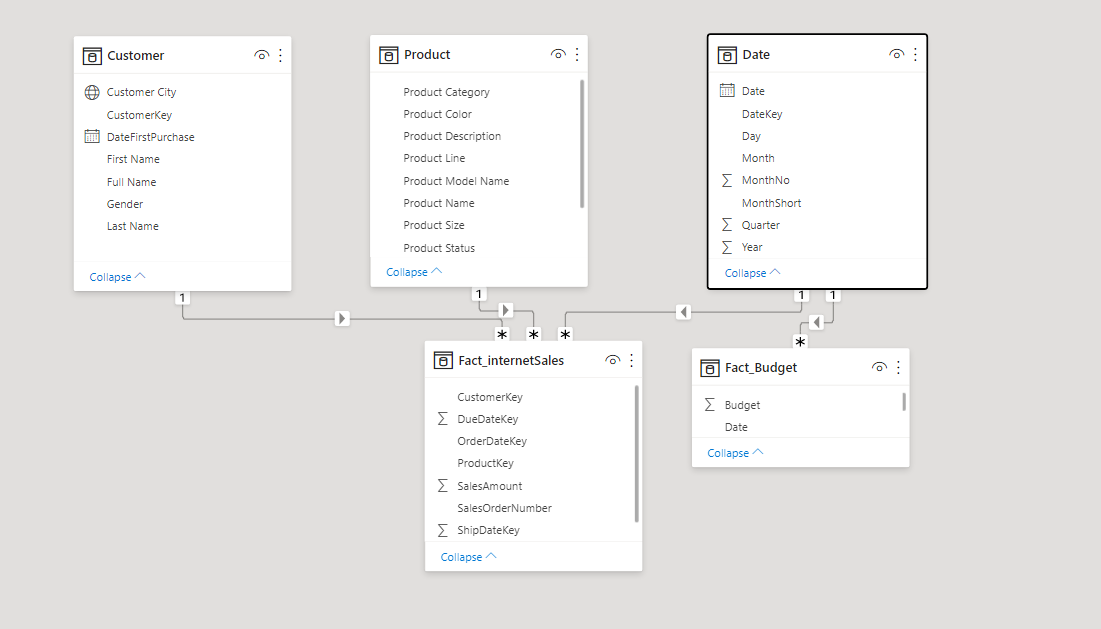 Customer
Customer City
CustomerKey
DateFirstPurchase
First Name
Full Name
Gender
Last Name
Collapse
Product
Product Category
Product Color
Product Description
Product Line
Product Model Name
Product Name
Product Size
Product Status
Collapse
Date
Date
DateKey
Day
Month
MonthNo
MonthShort
Quarter
Year
Collapse
1
1
1
1
*
*
*
*
Fact_internetSales
CustomerKey
DueDateKey
OrderDateKey
ProductKey
SalesAmount
SalesOrderNumber
ShipDateKey
Collapse
Fact_Budget
Budget
Date
Collapse